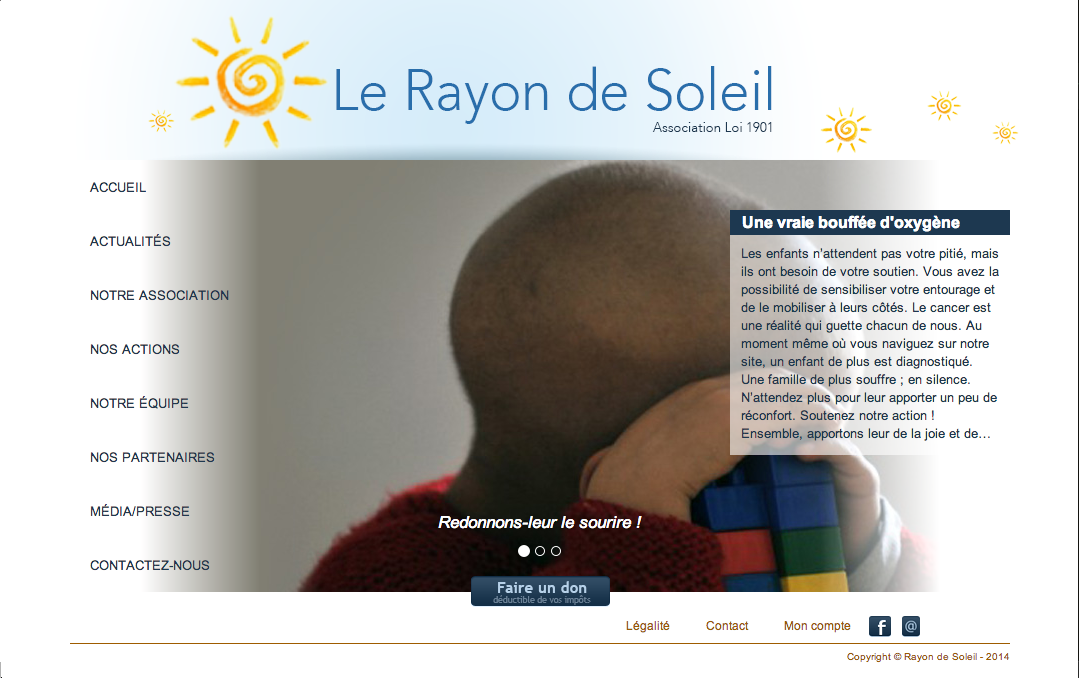 Le Rayon de Soleil
Association Loi 1901
ACCUEIL
ACTUALITÉS
NOTRE ASSOCIATION
NOS ACTIONS
NOTRE ÉQUIPE
NOS PARTENAIRES
MÉDIA/PRESSE
CONTACTEZ-NOUS
Une vraie bouffée d'oxygène
Les enfants n'attendent pas votre pitié, mais
ils ont besoin de votre soutien. Vous avez la
possibilité de sensibiliser votre entourage et
de le mobiliser à leurs côtés. Le cancer est
une réalité qui guette chacun de nous. Au
moment même où vous naviguez sur notre
site, un enfant de plus est diagnostiqué.
Une famille de plus souffre ; en silence.
N'attendez plus pour leur apporter un peu de
réconfort. Soutenez notre action !
Ensemble, apportons leur de la joie et de…
Redonnons-leur le sourire !
Faire un don
déductible de vos impôts
Légalité Contact Mon compte f @
Copyright © Rayon de Soleil - 2014